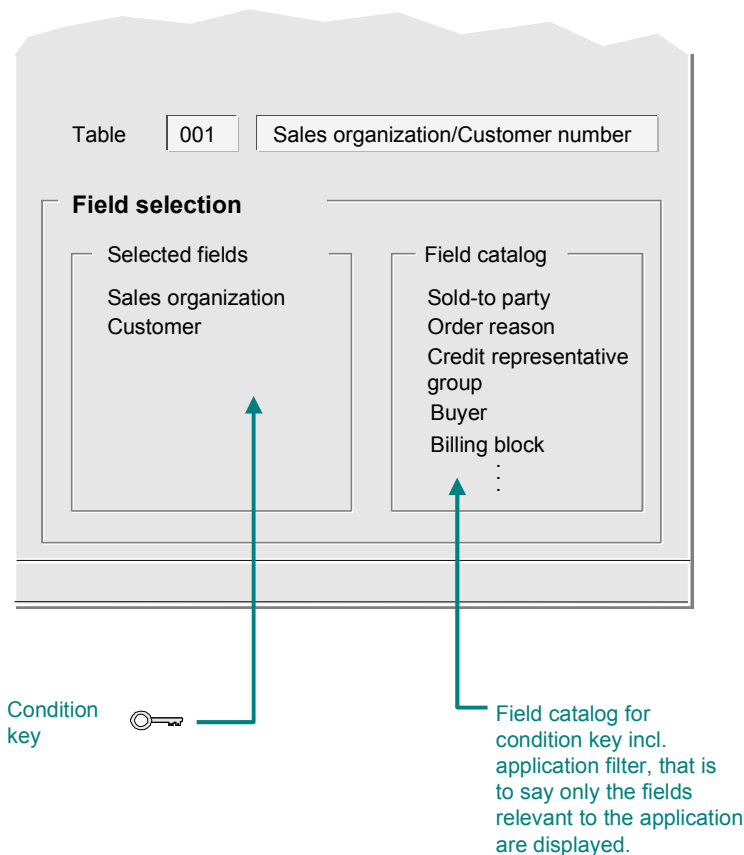 Table 001 Sales organization/Customer number
Field selection
Selected fields
Sales organization
Customer
Field catalog
Sold-to party
Order reason
Credit representative
group
Buyer
Billing block
Condition
key
Field catalog for
condition key incl.
application filter, that is
to say only the fields
relevant to the application
are displayed.